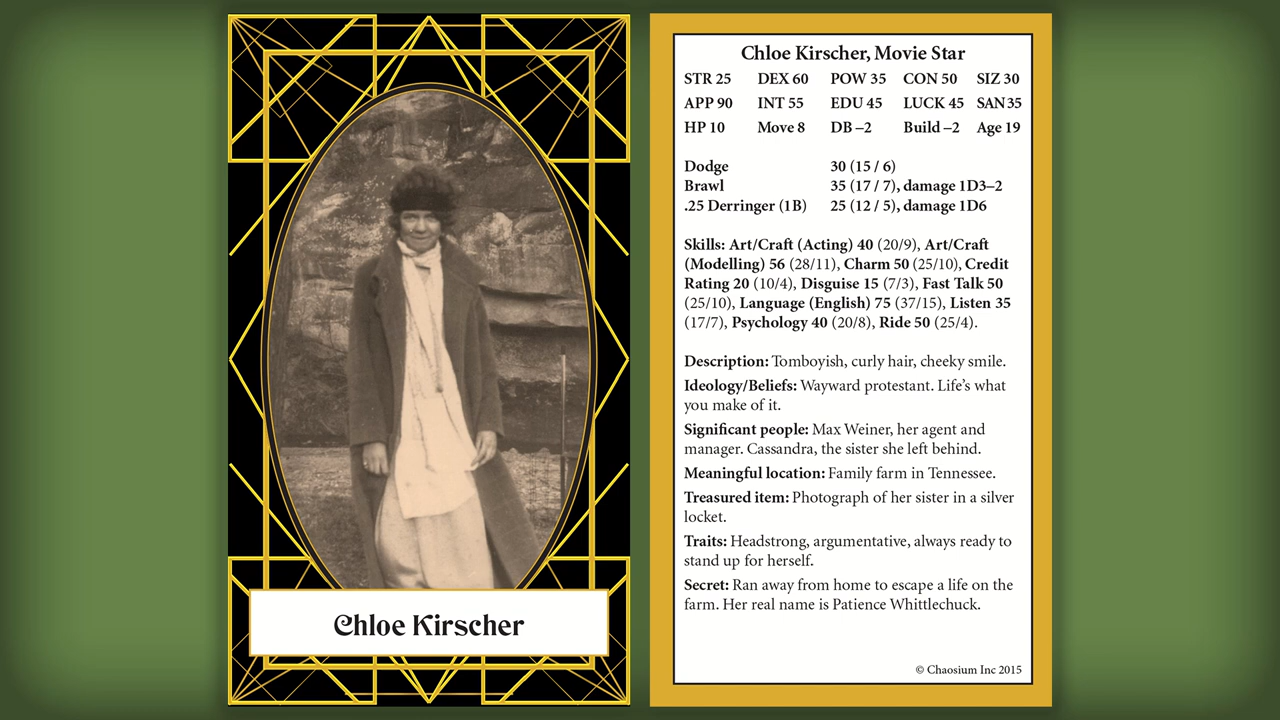 Chloe Kirscher
Chloe Kirscher, Movie Star
STR 25 DEX 60 POW 35 CON 50 SIZ 30
APP 90 INT 55 EDU 45 LUCK 45 SAN 35
HP 10 Move 8 DB –2 Build –2 Age 19
Dodge 30 (15 / 6)
Brawl 35 (17 / 7), damage 1D3–2
.25 Derringer (1B) 25 (12 / 5), damage 1D6
Skills: Art/Craft (Acting) 40 (20/9), Art/Craft
(Modelling) 56 (28/11), Charm 50 (25/10), Credit
Rating 20 (10/4), Disguise 15 (7/3), Fast Talk 50
(25/10), Language (English) 75 (37/15), Listen 35
(17/7), Psychology 40 (20/8), Ride 50 (25/4).
Description: Tomboyish, curly hair, cheeky smile.
Ideology/Beliefs: Wayward protestant. Life’s what
you make of it.
Significant people: Max Weiner, her agent and
manager. Cassandra, the sister she left behind.
Meaningful location: Family farm in Tennessee.
Treasured item: Photograph of her sister in a silver
locket.
Traits: Headstrong, argumentative, always ready to
stand up for herself.
Secret: Ran away from home to escape a life on the
farm. Her real name is Patience Whittlechuck.
© Chaosium Inc 2015